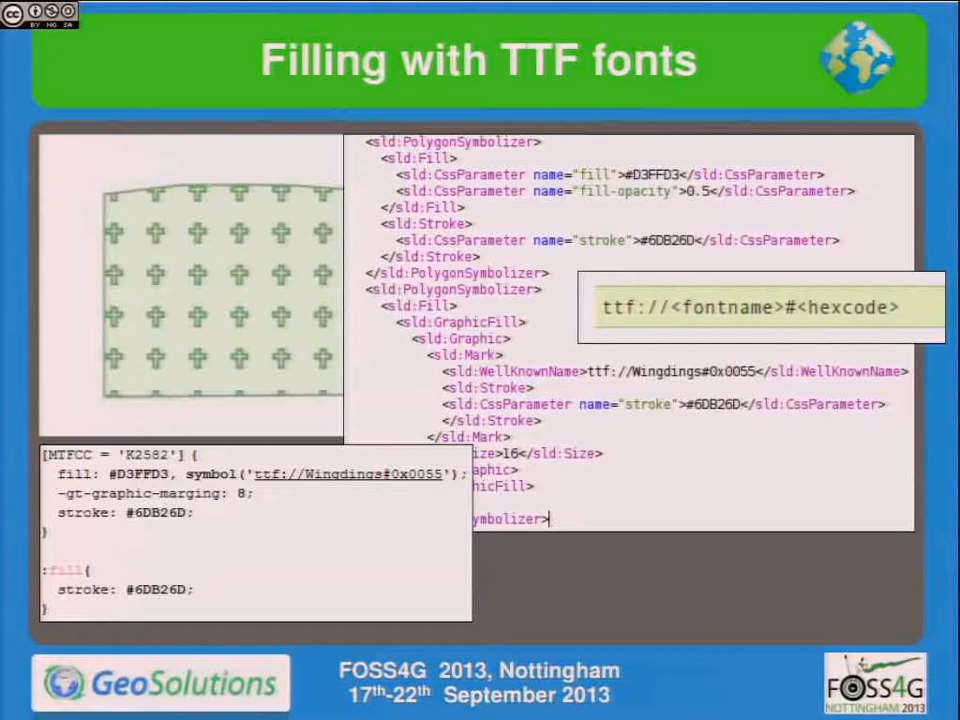 cc BY NC SA
Filling with TTF fonts
<sld:PolygonSymbolizer>
<sld:Fill>
<sld:CssParameter name="fill">#D3FFD3</sld:CssParameter>
<sld:CssParameter name="fill-opacity">0.5</sld:CssParameter>
</sld:Fill>
<sld:Stroke>
<sld:CssParameter name="stroke">#6DB26D</sld:CssParameter>
</sld:Stroke>
</sld:PolygonSymbolizer>
<sld:PolygonSymbolizer>
<sld:Fill>
<sld:GraphicFill>
<sld:Graphic>
<sld:Mark>
<sld:WellKnownName>ttf://Wingdings#0x0055</sld:WellKnownName>
<sld:Stroke>
<sld:CssParameter name="stroke">#6DB26D</sld:CssParameter>
</sld:Stroke>
</sld:Mark>
ize>16</sld:Size>
aphic>
hicFill>
ymbolizer>
ttf://<fontname>#<hexcode>
[MTFCC = 'K2582'] {
fill: #D3FFD3, symbol('ttf://Wingdings#0x0055');
-gt-graphic-marging: 8;
stroke: #6DB26D;
}
:fill{
stroke: #6DB26D;
}
GeoSolutions
FOSS4G 2013, Nottingham
17th-22th September 2013
FOSS4G
NOTTINGHAM 2013